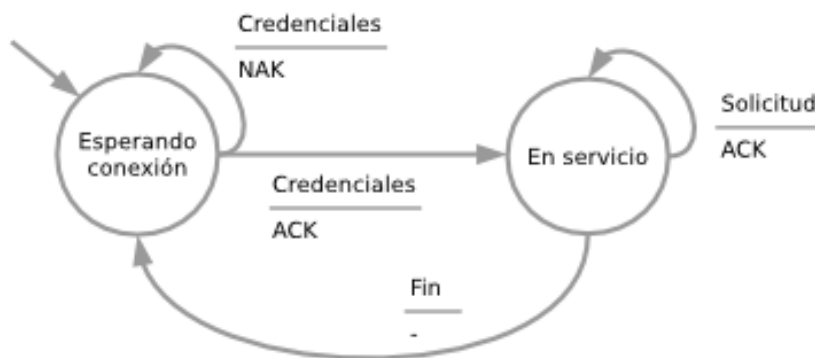 Credenciales
NAK
Esperando
conexión
Credenciales
ACK
En servicio
Solicitud
ACK
Fin
-